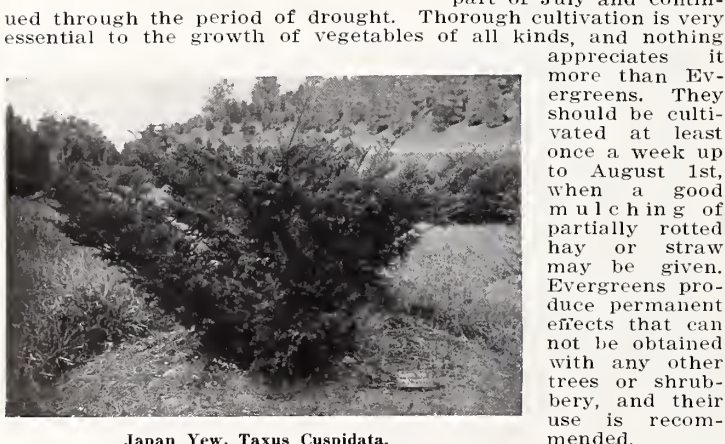 part of July and contin-
ued through the period of drought. Thorough cultivation is very
essential to the growth of vegetables of all kinds, and nothing
appreciates it
more than Ev-
ergreens. They
should be culti-
vated at least
once a week up
to August 1st,
when a good
mulching of
partially rotted
hay or straw
may be given.
Evergreens pro-
duce permanent
effects that can
not be obtained
with any other
trees or shrub-
bery, and their
use is recom-
mended.
Japan Yew, Taxus Cuspidata.